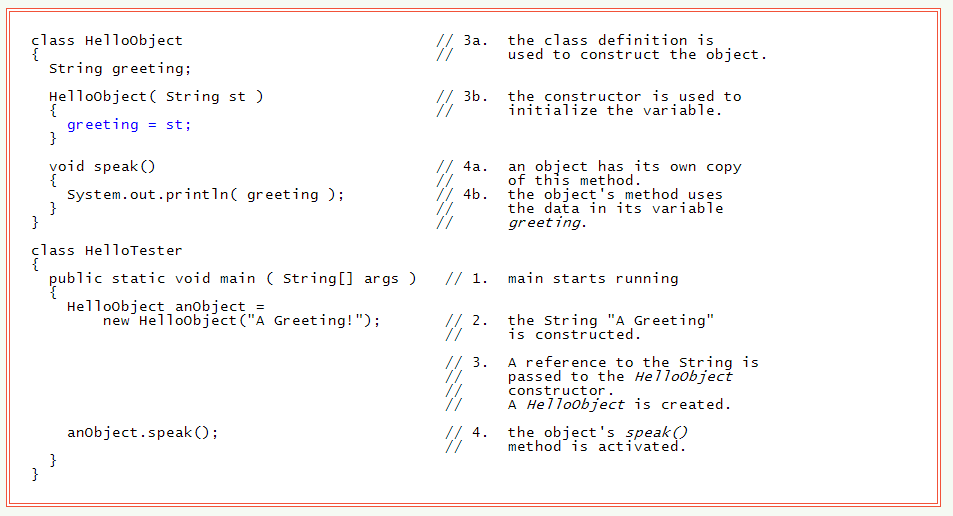 class HelloObject                            // 3a.  the class definition is
{                                            //      used to construct the object.
  String greeting;

  HelloObject( String st )                   // 3b.  the constructor is used to
  {                                          //      initialize the variable.
    greeting = st;
  }

  void speak()                               // 4a.  an object has its own copy
  {                                          //      of this method.
    System.out.println( greeting );          // 4b.  the object's method uses
  }                                          //      the data in its variable
}                                            //      greeting.

class HelloTester
{
  public static void main ( String[] args )   // 1.  main starts running
  {
    HelloObject anObject =
        new HelloObject("A Greeting!");       // 2.  the String "A Greeting"
                                              //     is constructed.

                                              // 3.  A reference to the String is
                                              //     passed to the HelloObject
                                              //     constructor.
                                              //     A HelloObject is created.

    anObject.speak();                         // 4.  the object's speak()
                                              //     method is activated.
  }
}